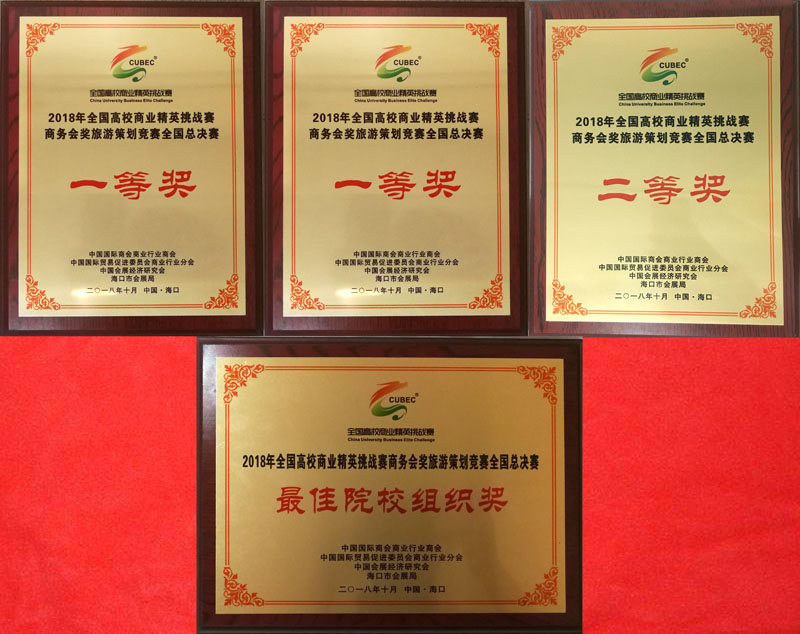 CUBEC®
全国高校商业精英挑战赛
China University Business Elite Challenge
2018年全国高校商业精英挑战赛
商务会奖旅游策划竞赛全国总决赛
一等奖
中国国际商会商业行业商会
中国国际贸易促进委员会商业行业分会
中国会展经济研究会
海口市会展局
二〇一八年十月 中国·海口
CUBEC®
全国高校商业精英挑战赛
China University Business Elite Challenge
2018年全国高校商业精英挑战赛
商务会奖旅游策划竞赛全国总决赛
一等奖
中国国际商会商业行业商会
中国国际贸易促进委员会商业行业分会
中国会展经济研究会
海口市会展局
二〇一八年十月 中国·海口
CUBEC®
全国高校商业精英挑战赛
China University Business Elite Challenge
2018年全国高校商业精英挑战赛
商务会奖旅游策划竞赛全国总决赛
二等奖
中国国际商会商业行业商会
中国国际贸易促进委员会商业行业分会
中国会展经济研究会
海口市会展局
二〇一八年十月 中国·海口
CUBEC®
全国高校商业精英挑战赛
China University Business Elite Challenge
2018年全国高校商业精英挑战赛商务会奖旅游策划竞赛全国总决赛
最佳院校组织奖
中国国际商会商业行业商会
中国国际贸易促进委员会商业行业分会
中国会展经济研究会
海口市会展局
二〇一八年十月 中国·海口